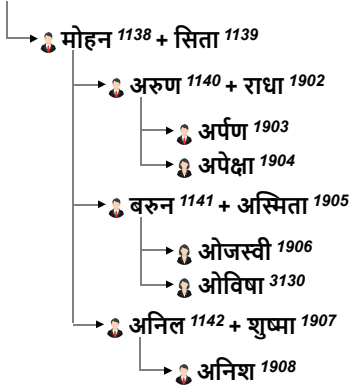 मोहन 1138 + सिता 1139
अरुण 1140 + राधा 1902
अर्पण 1903
अपेक्षा 1904
बरुन 1141 + अस्मिता 1905
ओजस्वी 1906
ओविषा 3130
अनिल 1142 + शुष्मा 1907
अनिश 1908